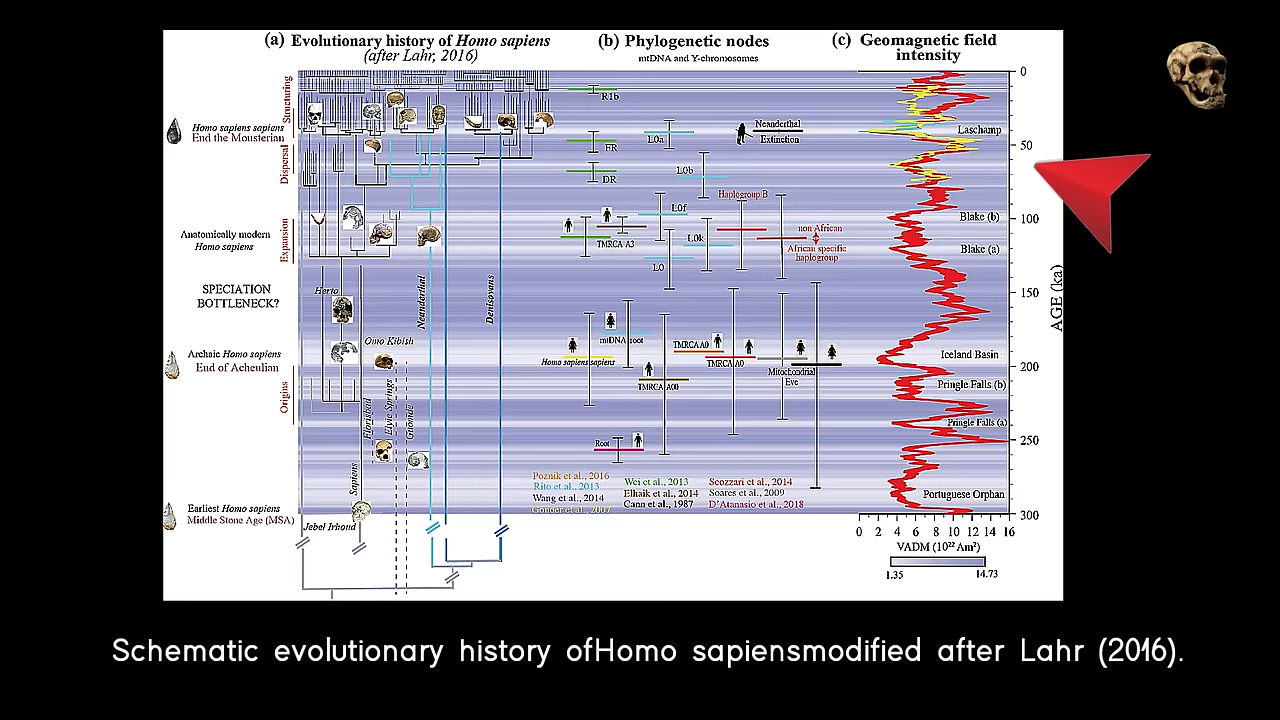 (a) Evolutionary history of Homo sapiens
(after Lahr, 2016)
(b) Phylogenetic nodes
mtDNA and Y-chromosomes
(c) Geomagnetic field
intensity
Structuring
Homo sapiens sapiens
End the Mousterian
Dispersal
Anatomically modern
Homo sapiens
Expansion
SPECIATION
BOTTLENECK?
Archaic Homo sapiens
End of Acheulian
Origins
Earliest Homo sapiens
Middle Stone Age (MSA)
Herto
Omo Kibish
Neanderthal
Denisovans
Florisbad
Elye Springs
Guomde
Sapiens
Jebel Irhoud
R1b
FR
DR
L0a
Neanderthal
Extinction
L0b
Haplogroup B
L0f
TMRCA A3
L0k
non African
African specific
haplogroup
L0
mtDNA root
Homo sapiens sapiens
TMRCA A0
TMRCA A0
Mitochondrial
Eve
TMRCA A00
Root
Poznik et al., 2016
Rito et al., 2013
Wang et al., 2014
Gonder et al., 2007
Wei et al., 2013
Elhaik et al., 2014
Cann et al., 1987
Scozzari et al., 2014
Soares et al., 2009
D'Atanasio et al., 2018
Laschamp
Blake (b)
Blake (a)
Iceland Basin
Pringle Falls (b)
Pringle Falls (a)
Portuguese Orphan
0
50
100
150
200
250
300
AGE (ka)
0 2 4 6 8 10 12 14 16
VADM (10²² Am²)
1.35 14.73
Schematic evolutionary history ofHomo sapiensmodified after Lahr (2016).